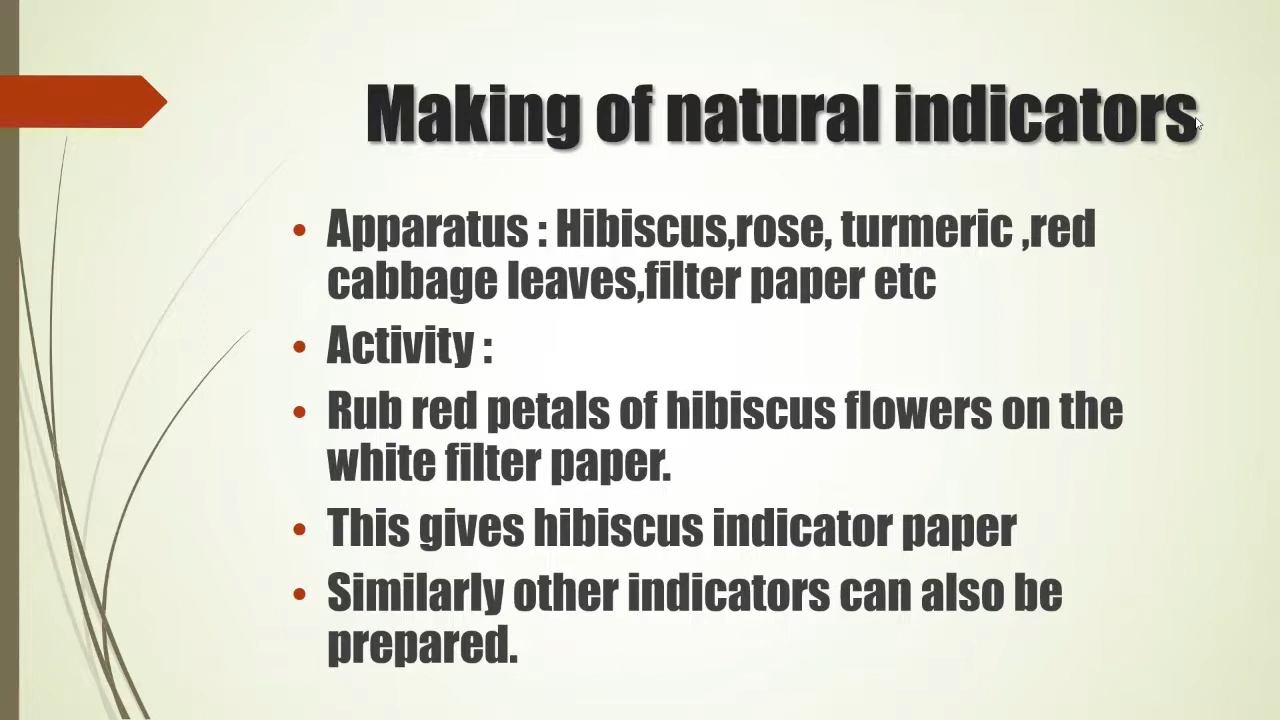 Making of natural indicators
• Apparatus : Hibiscus,rose, turmeric ,red
cabbage leaves,filter paper etc
• Activity :
• Rub red petals of hibiscus flowers on the
white filter paper.
• This gives hibiscus indicator paper
• Similarly other indicators can also be
prepared.